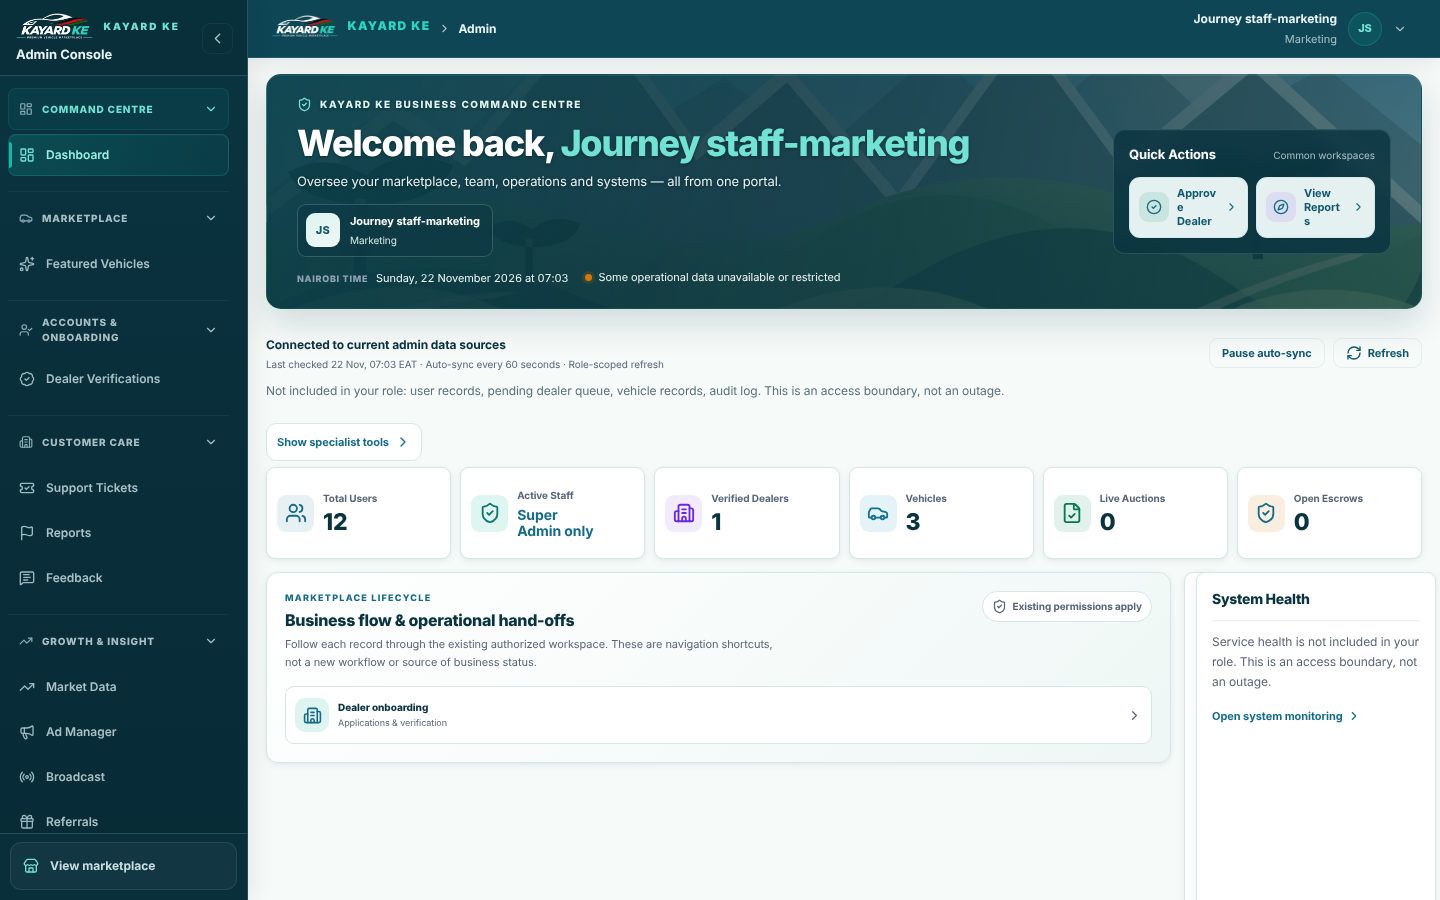 KAYARD KE
KAYARD KE
Admin Console
COMMAND CENTRE
Dashboard
MARKETPLACE
Featured Vehicles
ACCOUNTS &
ONBOARDING
Dealer Verifications
CUSTOMER CARE
Support Tickets
Reports
Feedback
GROWTH & INSIGHT
Market Data
Ad Manager
Broadcast
Referrals
View marketplace
KAYARD KE
KAYARD KE
Admin
Journey staff-marketing
Marketing
JS
KAYARD KE BUSINESS COMMAND CENTRE
Welcome back, Journey staff-marketing
Oversee your marketplace, team, operations and systems — all from one portal.
JS
Journey staff-marketing
Marketing
NAIROBI TIME Sunday, 22 November 2026 at 07:03
Some operational data unavailable or restricted
Quick Actions
Common workspaces
Approv
e
Dealer
View
Report
s
Connected to current admin data sources
Last checked 22 Nov, 07:03 EAT · Auto-sync every 60 seconds · Role-scoped refresh
Pause auto-sync
Refresh
Not included in your role: user records, pending dealer queue, vehicle records, audit log. This is an access boundary, not an outage.
Show specialist tools
Total Users
12
Active Staff
Super
Admin only
Verified Dealers
1
Vehicles
3
Live Auctions
0
Open Escrows
0
MARKETPLACE LIFECYCLE
Business flow & operational hand-offs
Follow each record through the existing authorized workspace. These are navigation shortcuts,
not a new workflow or source of business status.
Existing permissions apply
Dealer onboarding
Applications & verification
System Health
Service health is not included in your
role. This is an access boundary, not
an outage.
Open system monitoring